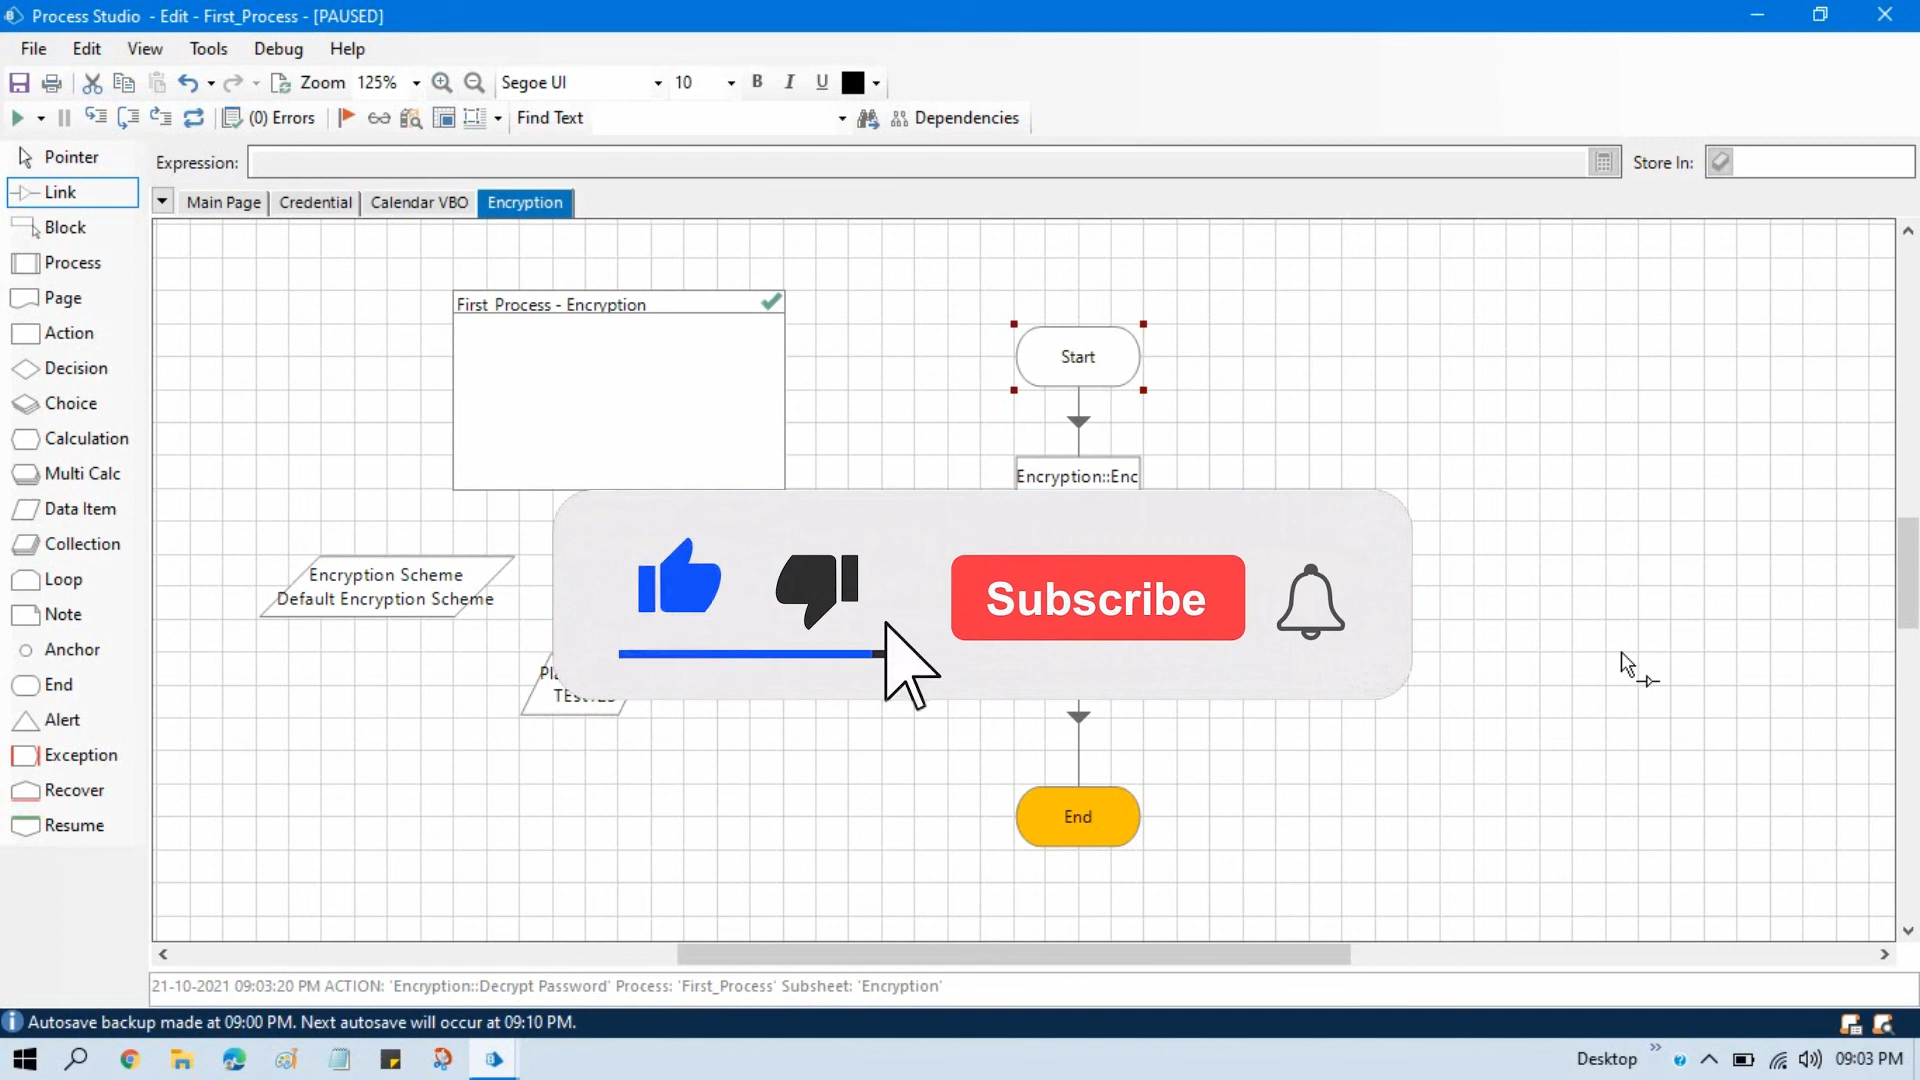 Process Studio - Edit - First_Process - [PAUSED]
File Edit View Tools Debug Help
Zoom 125% Segoe UI 10 B I U
(0) Errors Find Text Dependencies
Pointer
Link
Block
Process
Page
Action
Decision
Choice
Calculation
Multi Calc
Data Item
Collection
Loop
Note
Anchor
End
Alert
Exception
Recover
Resume
Expression: Store In:
Main Page Credential Calendar VBO Encryption
First_Process - Encryption
Start
Encryption::Enc
Encryption Scheme
Default Encryption Scheme
Subscribe
End
21-10-2021 09:03:20 PM ACTION: 'Encryption::Decrypt Password' Process: 'First_Process' Subsheet: 'Encryption'
Autosave backup made at 09:00 PM. Next autosave will occur at 09:10 PM.
Desktop 09:03 PM